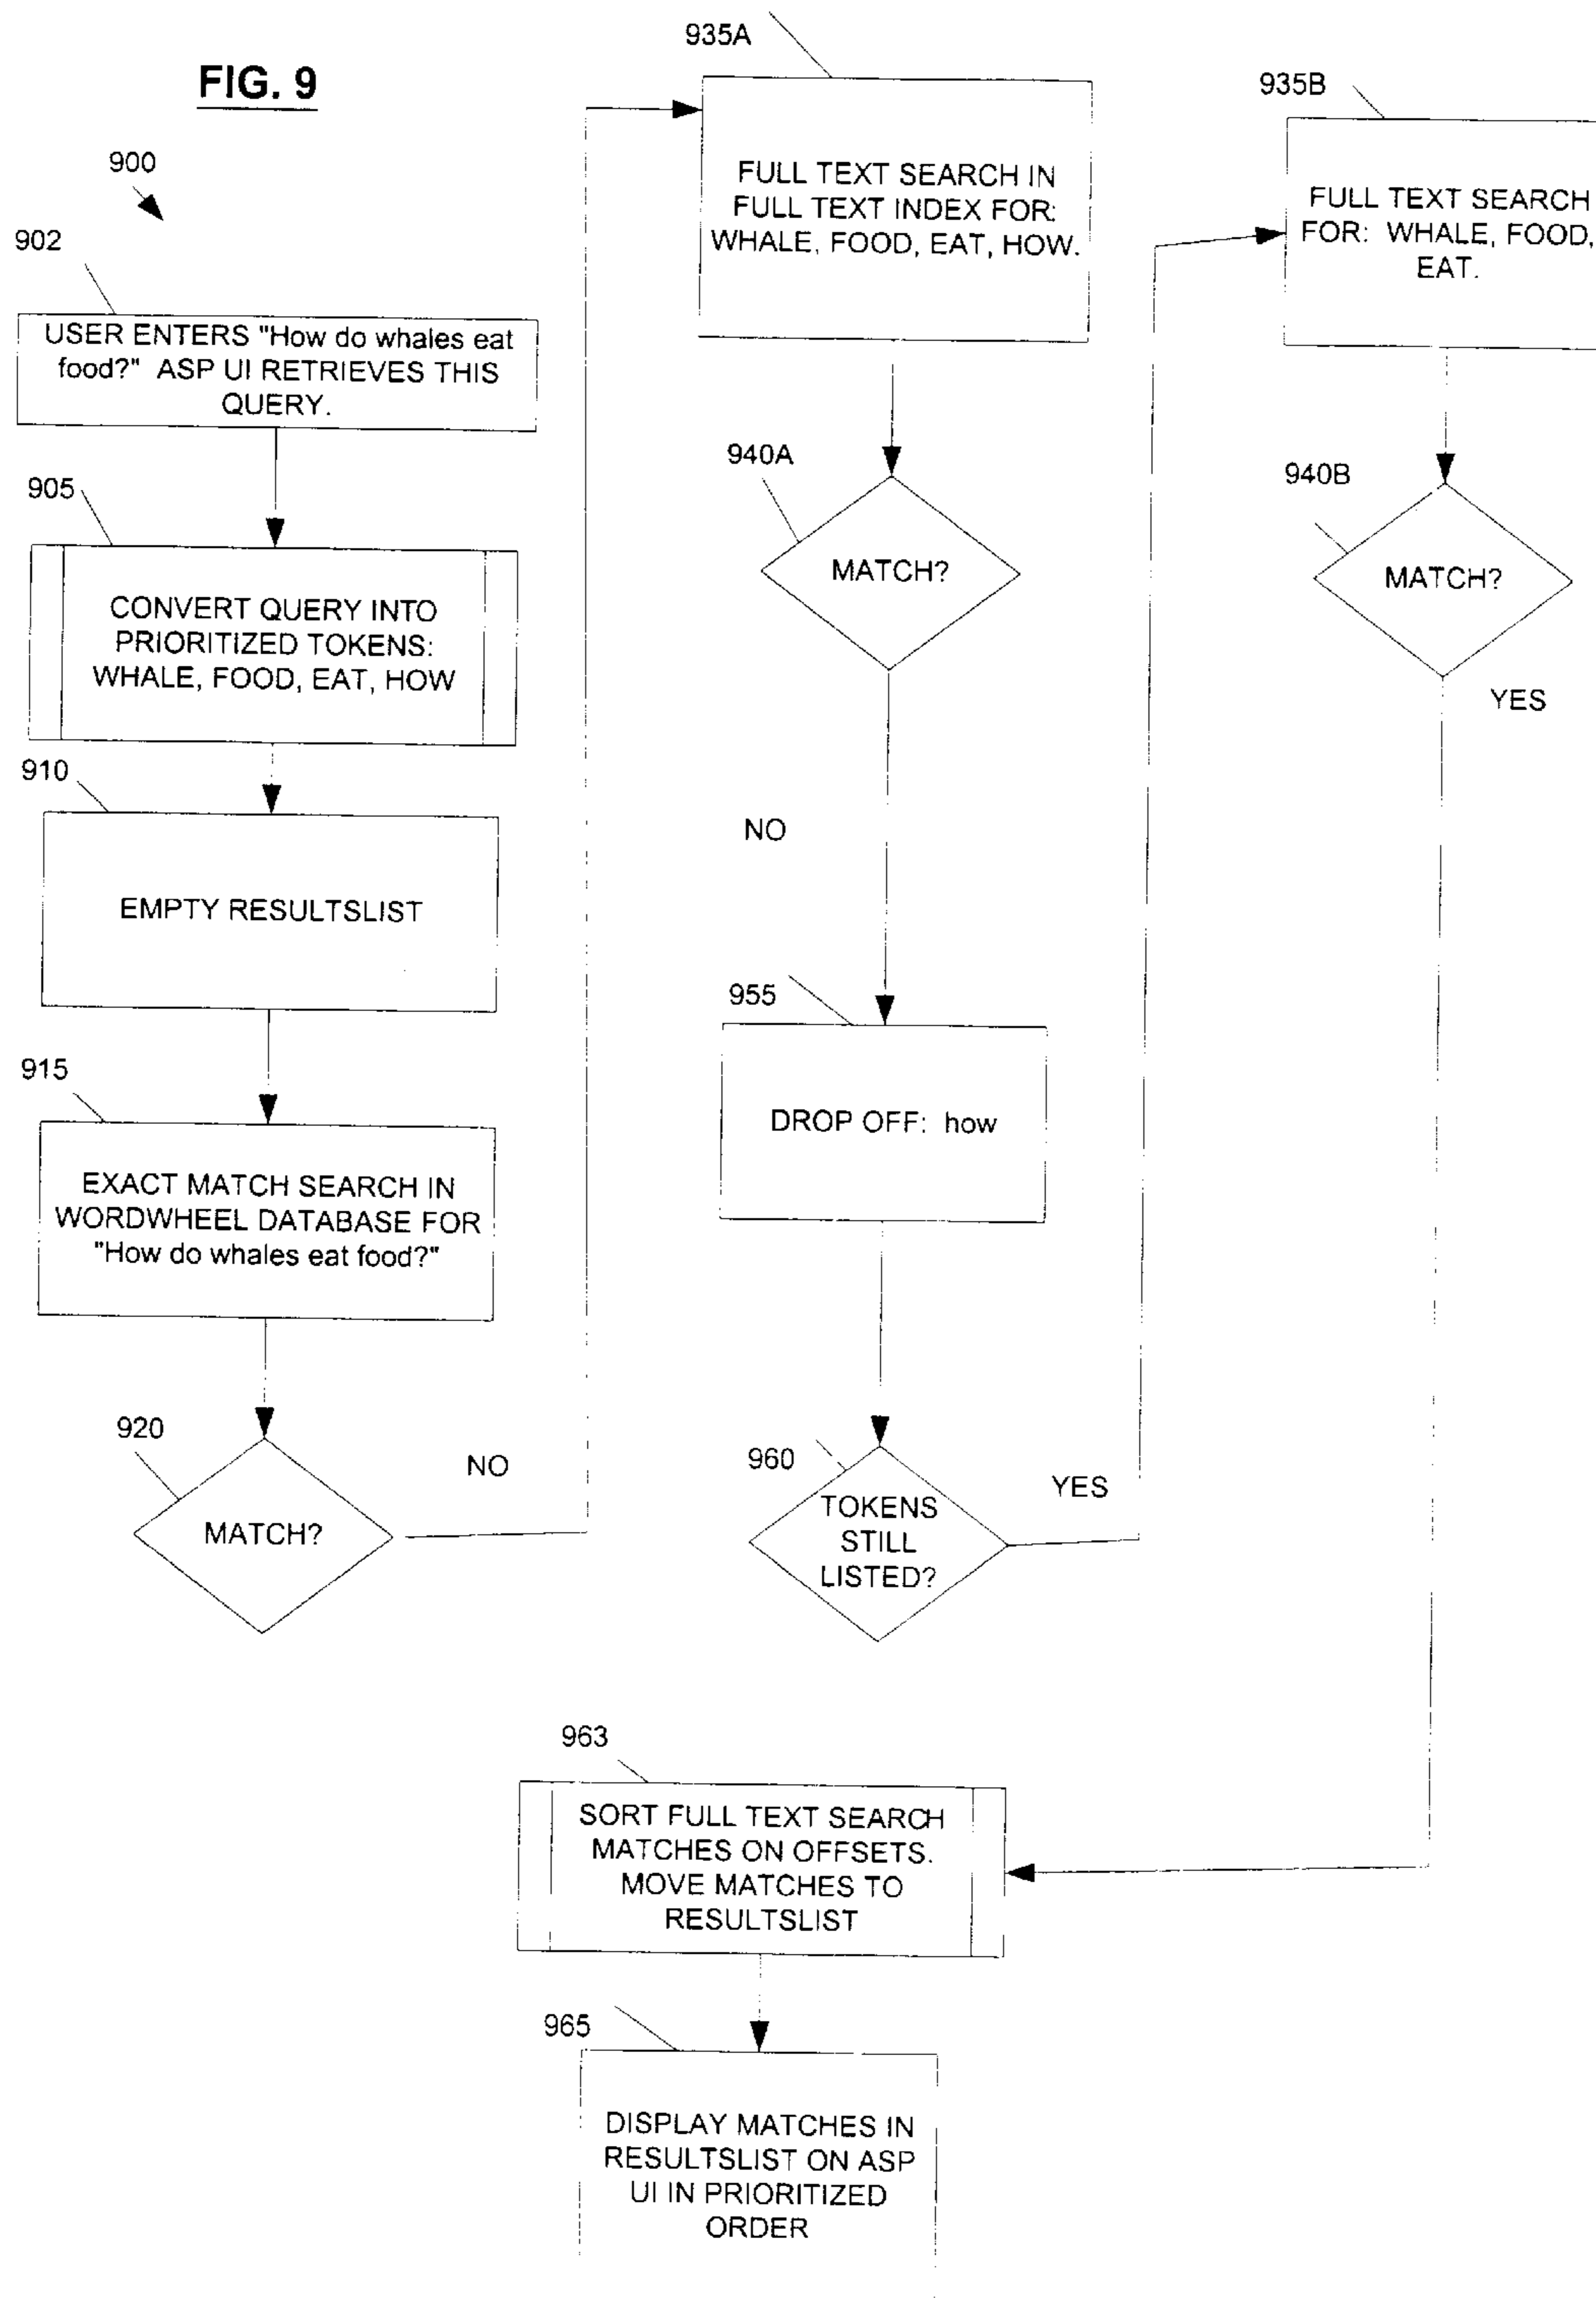 FIG. 9
900
902
USER ENTERS "How do whales eat
food?" ASP UI RETRIEVES THIS
QUERY.
905
CONVERT QUERY INTO
PRIORITIZED TOKENS:
WHALE, FOOD, EAT, HOW
910
EMPTY RESULTSLIST
915
EXACT MATCH SEARCH IN
WORDWHEEL DATABASE FOR
"How do whales eat food?"
920
MATCH?
NO
935A
FULL TEXT SEARCH IN
FULL TEXT INDEX FOR:
WHALE, FOOD, EAT, HOW.
940A
MATCH?
NO
955
DROP OFF: how
960
TOKENS
STILL
LISTED?
YES
935B
FULL TEXT SEARCH
FOR: WHALE, FOOD,
EAT.
940B
MATCH?
YES
963
SORT FULL TEXT SEARCH
MATCHES ON OFFSETS.
MOVE MATCHES TO
RESULTSLIST
965
DISPLAY MATCHES IN
RESULTSLIST ON ASP
UI IN PRIORITIZED
ORDER